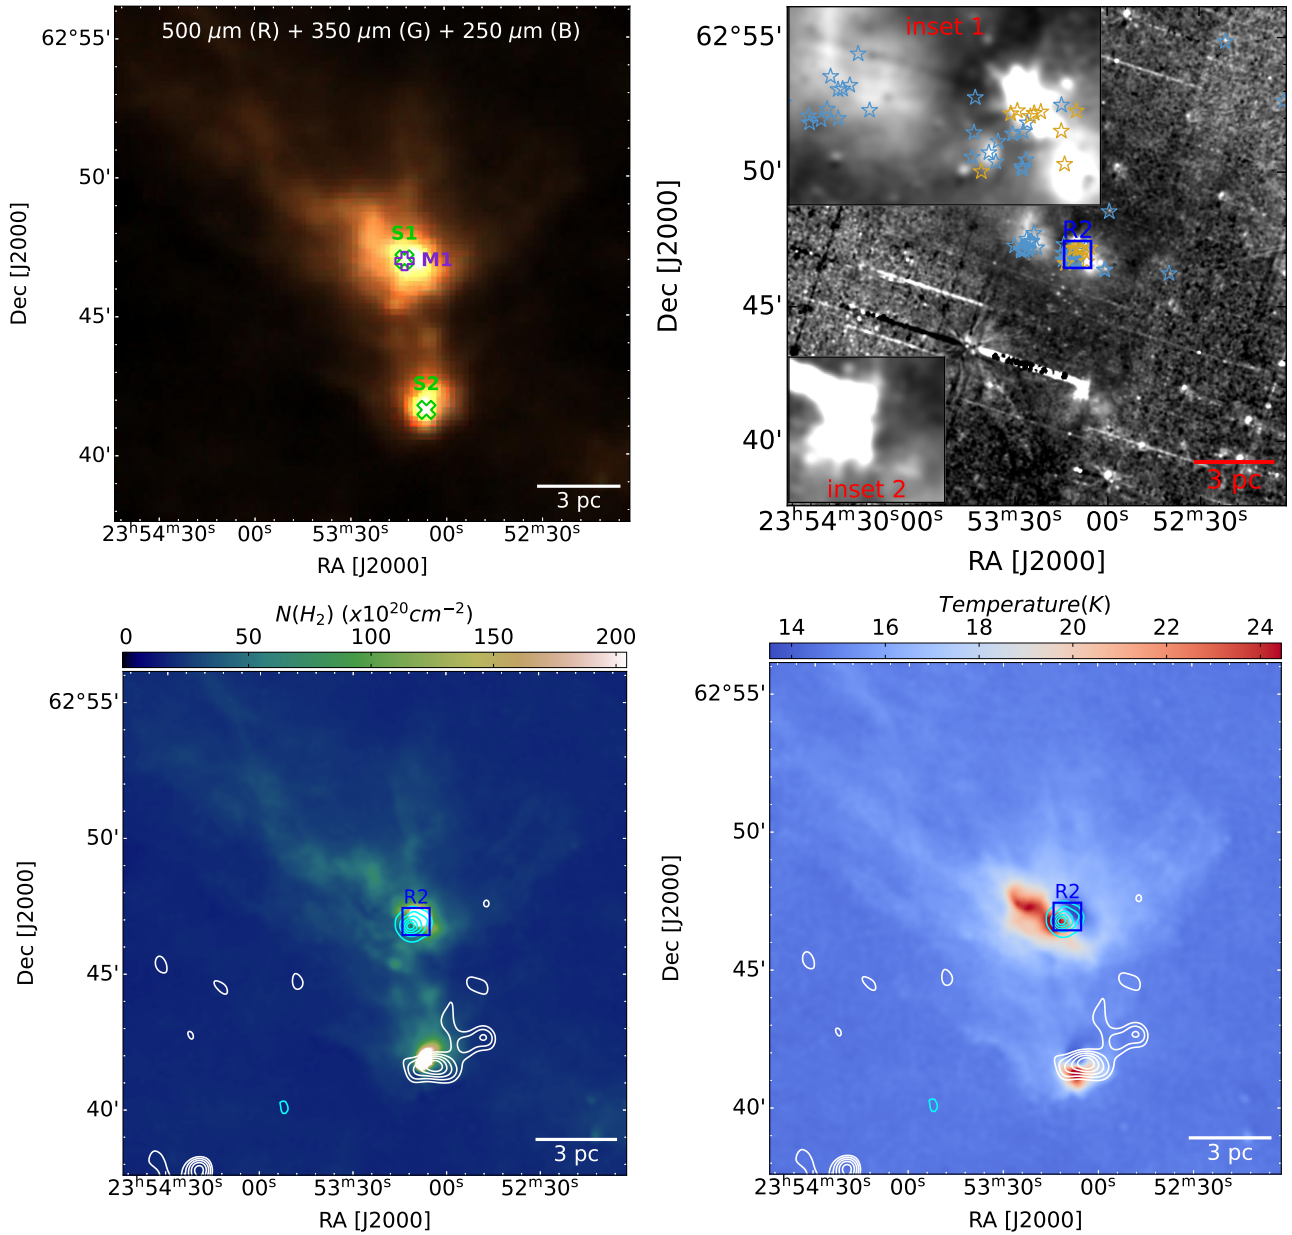 500 μm (R) + 350 μm (G) + 250 μm (B)
62°55'
50'
45'
40'
Dec [J2000]
S1
M1
S2
3 pc
23ʰ54ᵐ30ˢ 00ˢ 53ᵐ30ˢ 00ˢ 52ᵐ30ˢ
RA [J2000]
62°55'
50'
45'
40'
Dec [J2000]
inset 1
R2
inset 2
3 pc
23ʰ54ᵐ30ˢ 00ˢ 53ᵐ30ˢ 00ˢ 52ᵐ30ˢ
RA [J2000]
N(H₂) (x10²⁰cm⁻²)
0 50 100 150 200
62°55'
50'
45'
40'
Dec [J2000]
R2
3 pc
23ʰ54ᵐ30ˢ 00ˢ 53ᵐ30ˢ 00ˢ 52ᵐ30ˢ
RA [J2000]
Temperature(K)
14 16 18 20 22 24
62°55'
50'
45'
40'
Dec [J2000]
R2
3 pc
23ʰ54ᵐ30ˢ 00ˢ 53ᵐ30ˢ 00ˢ 52ᵐ30ˢ
RA [J2000]